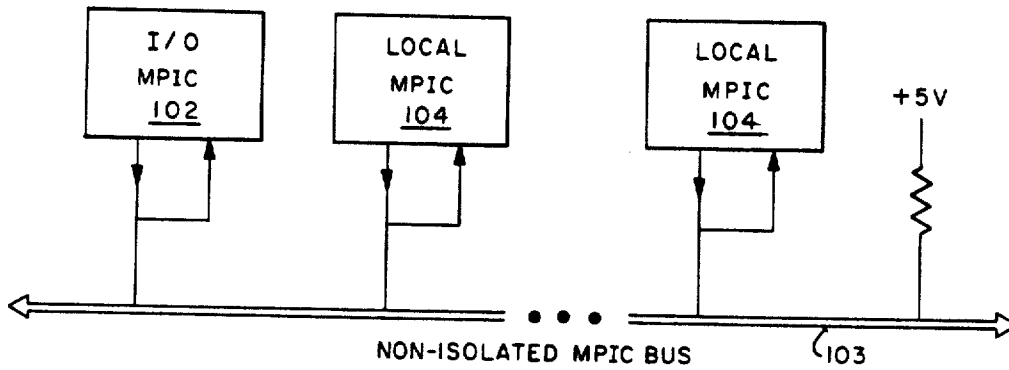 I/O
MPIC
102
LOCAL
MPIC
104
LOCAL
MPIC
104
+5V
NON-ISOLATED MPIC BUS
103